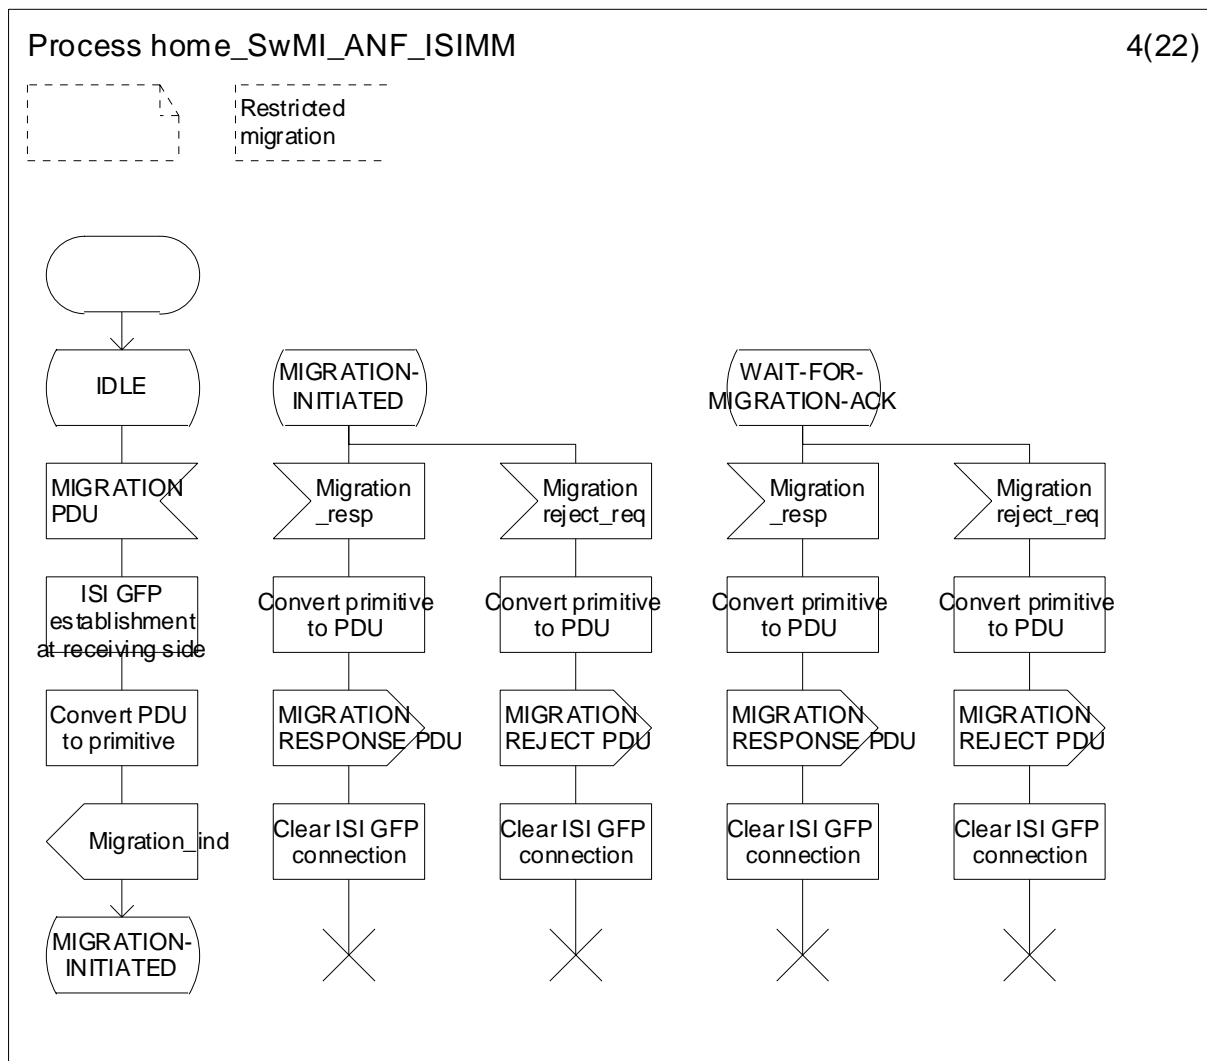 Process home_SwMI_ANF_ISIMM
4(22)
Restricted
migration
IDLE
MIGRATION
PDU
ISI GFP
establishment
at receiving side
Convert PDU
to primitive
Migration_ind
MIGRATION-
INITIATED
MIGRATION-
INITIATED
Migration
_resp
Convert primitive
to PDU
MIGRATION
RESPONSE PDU
Clear ISI GFP
connection
Migration
reject_req
Convert primitive
to PDU
MIGRATION
REJECT PDU
Clear ISI GFP
connection
WAIT-FOR-
MIGRATION-ACK
Migration
_resp
Convert primitive
to PDU
MIGRATION
RESPONSE PDU
Clear ISI GFP
connection
Migration
reject_req
Convert primitive
to PDU
MIGRATION
REJECT PDU
Clear ISI GFP
connection